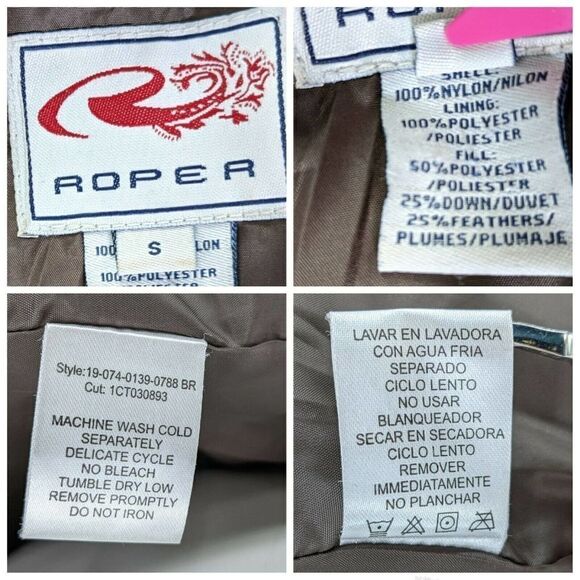 ROPER
S
100
LON
100%POLYESTER
ROPER
SHELL:
100%NYLON/NILON
LINING:
100%POLYESTER
/POLIESTER
FILL:
50%POLYESTER
/POLIESTER
25%DOWN/DUVET
25%FEATHERS/
PLUMES/PLUMAJE
Style:19-074-0139-0788 BR
Cut: 1CT030893
MACHINE WASH COLD
SEPARATELY
DELICATE CYCLE
NO BLEACH
TUMBLE DRY LOW
REMOVE PROMPTLY
DO NOT IRON
LAVAR EN LAVADORA
CON AGUA FRIA
SEPARADO
CICLO LENTO
NO USAR
BLANQUEADOR
SECAR EN SECADORA
CICLO LENTO
REMOVER
IMMEDIATAMENTE
NO PLANCHAR